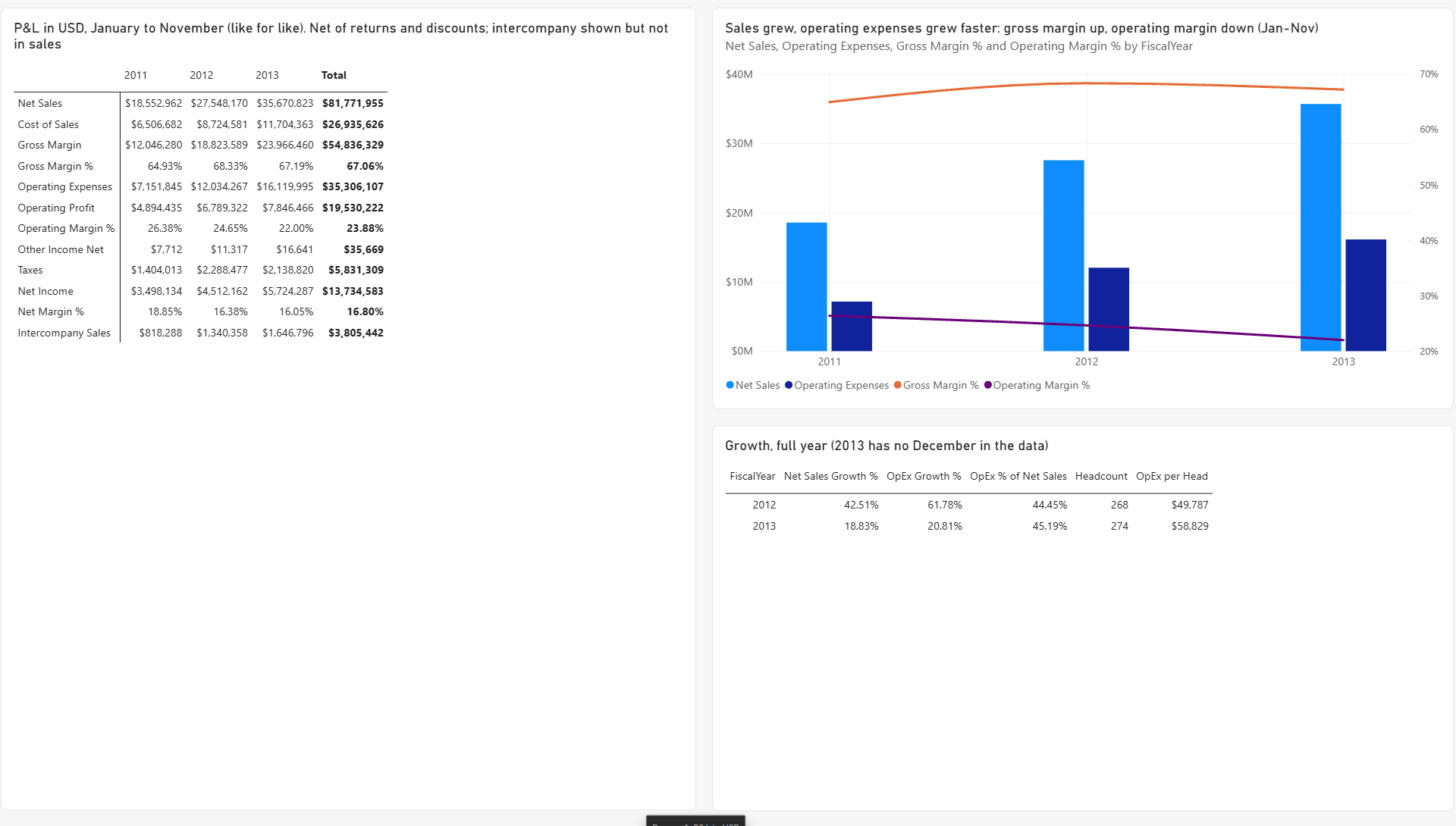 P&L in USD, January to November (like for like). Net of returns and discounts; intercompany shown but not
in sales
2011 2012 2013 Total
Net Sales $18,552,962 $27,548,170 $35,670,823 $81,771,955
Cost of Sales $6,506,682 $8,724,581 $11,704,363 $26,935,626
Gross Margin $12,046,280 $18,823,589 $23,966,460 $54,836,329
Gross Margin % 64.93% 68.33% 67.19% 67.06%
Operating Expenses $7,151,845 $12,034,267 $16,119,995 $35,306,107
Operating Profit $4,894,435 $6,789,322 $7,846,466 $19,530,222
Operating Margin % 26.38% 24.65% 22.00% 23.88%
Other Income Net $7,712 $11,317 $16,641 $35,669
Taxes $1,404,013 $2,288,477 $2,138,820 $5,831,309
Net Income $3,498,134 $4,512,162 $5,724,287 $13,734,583
Net Margin % 18.85% 16.38% 16.05% 16.80%
Intercompany Sales $818,288 $1,340,358 $1,646,796 $3,805,442
Sales grew, operating expenses grew faster: gross margin up, operating margin down (Jan-Nov)
Net Sales, Operating Expenses, Gross Margin % and Operating Margin % by FiscalYear
$40M 70%
60%
$30M
50%
$20M
40%
$10M
30%
$0M 20%
2011 2012 2013
Net Sales Operating Expenses Gross Margin % Operating Margin %
Growth, full year (2013 has no December in the data)
FiscalYear Net Sales Growth % OpEx Growth % OpEx % of Net Sales Headcount OpEx per Head
2012 42.51% 61.78% 44.45% 268 $49,787
2013 18.83% 20.81% 45.19% 274 $58,829